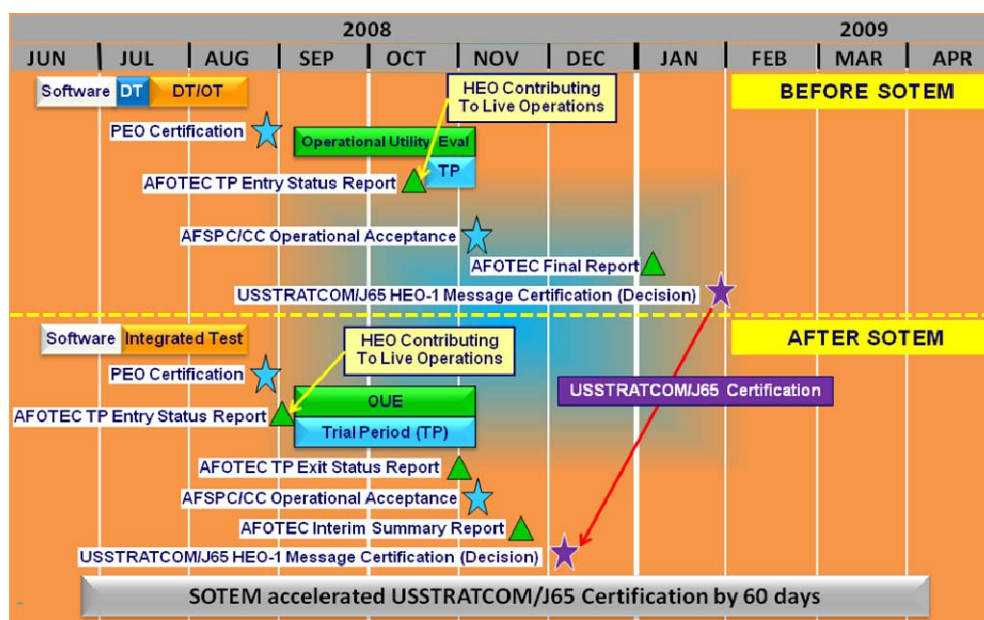 2008 2009
JUN JUL AUG SEP OCT NOV DEC JAN FEB MAR APR
Software DT DT/OT
HEO Contributing
To Live Operations
BEFORE SOTEM
PEO Certification
Operational Utility Eval
TP
AFOTEC TP Entry Status Report
AFSPC/CC Operational Acceptance
AFOTEC Final Report
USSTRATCOM/J65 HEO-1 Message Certification (Decision)
Software Integrated Test
HEO Contributing
To Live Operations
AFTER SOTEM
PEO Certification
USSTRATCOM/J65 Certification
OUE
AFOTEC TP Entry Status Report
Trial Period (TP)
AFOTEC TP Exit Status Report
AFSPC/CC Operational Acceptance
AFOTEC Interim Summary Report
USSTRATCOM/J65 HEO-1 Message Certification (Decision)
SOTEM accelerated USSTRATCOM/J65 Certification by 60 days